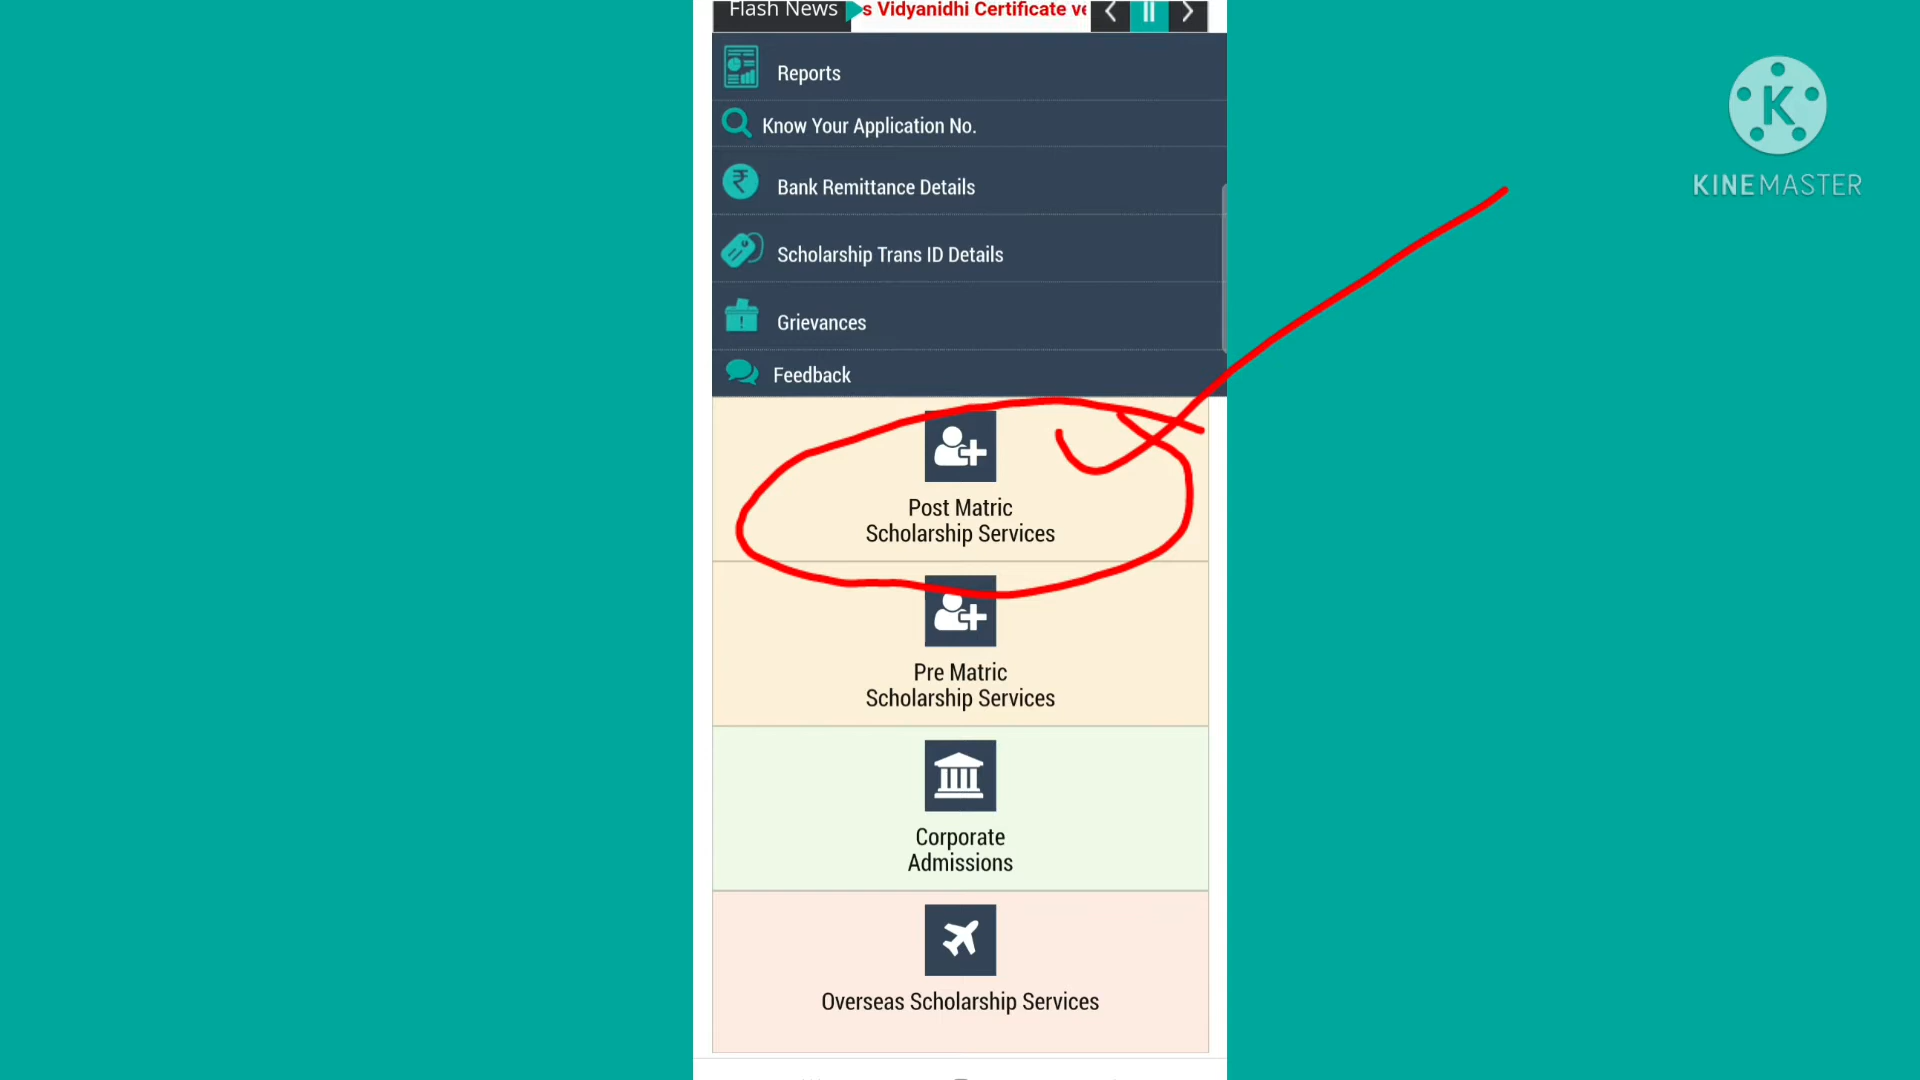 Flash News
s Vidyanidhi Certificate ve
Reports
Know Your Application No.
Bank Remittance Details
Scholarship Trans ID Details
Grievances
Feedback
Post Matric
Scholarship Services
Pre Matric
Scholarship Services
Corporate
Admissions
Overseas Scholarship Services
K
KINEMASTER